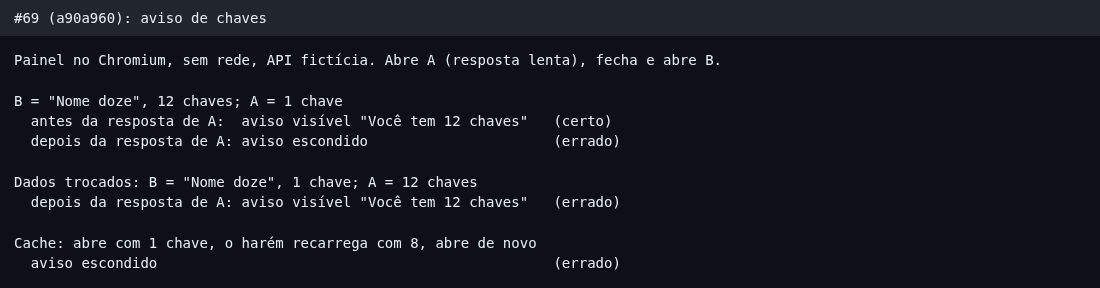 #69 (a90a960): aviso de chaves
Painel no Chromium, sem rede, API fictícia. Abre A (resposta lenta), fecha e abre B.
B = "Nome doze", 12 chaves; A = 1 chave
antes da resposta de A: aviso visível "Você tem 12 chaves" (certo)
depois da resposta de A: aviso escondido (errado)
Dados trocados: B = "Nome doze", 1 chave; A = 12 chaves
depois da resposta de A: aviso visível "Você tem 12 chaves" (errado)
Cache: abre com 1 chave, o harém recarrega com 8, abre de novo
aviso escondido (errado)